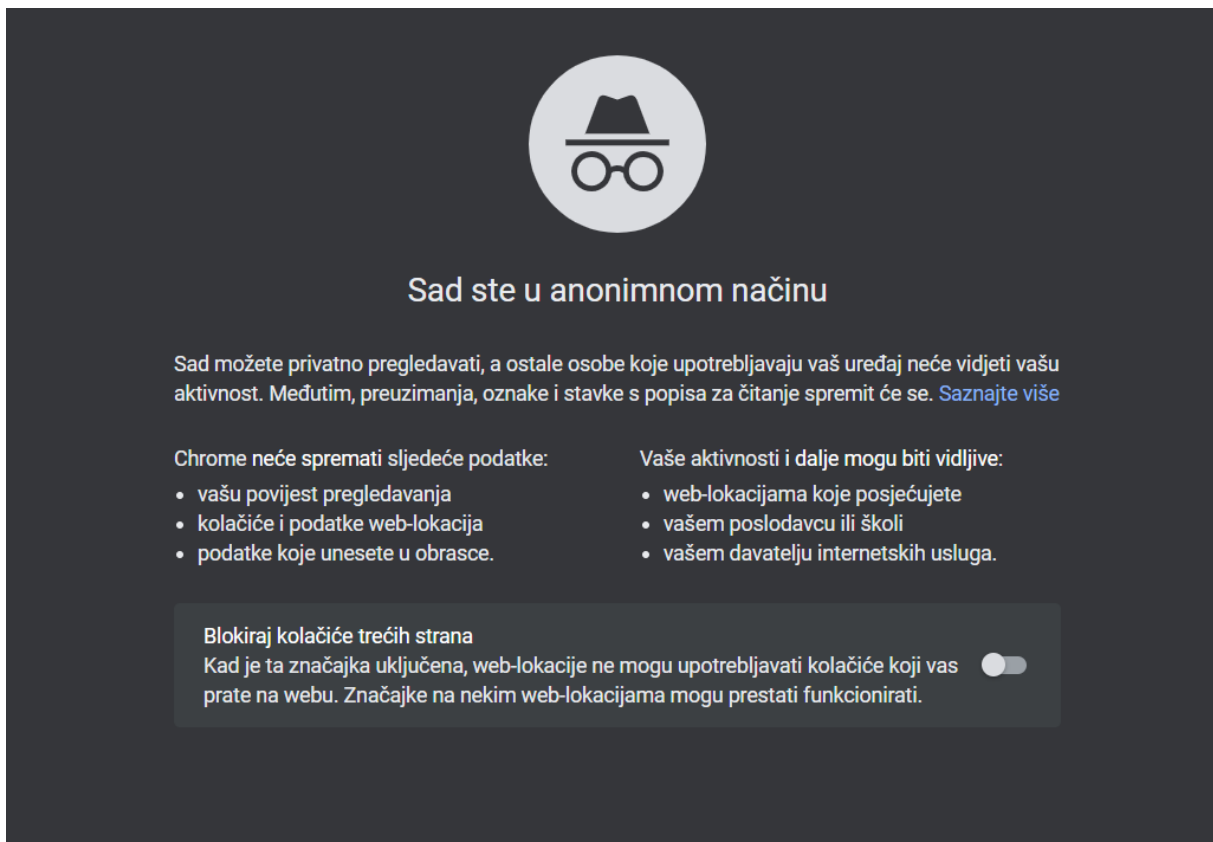 Sad ste u anonimnom načinu
Sad možete privatno pregledavati, a ostale osobe koje upotrebljavaju vaš uređaj neće vidjeti vašu
aktivnost. Međutim, preuzimanja, oznake i stavke s popisa za čitanje spremit će se. Saznajte više
Chrome neće spremati sljedeće podatke:
• vašu povijest pregledavanja
• kolačiće i podatke web-lokacija
• podatke koje unesete u obrasce.
Vaše aktivnosti i dalje mogu biti vidljive:
• web-lokacijama koje posjećujete
• vašem poslodavcu ili školi
• vašem davatelju internetskih usluga.
Blokiraj kolačiće trećih strana
Kad je ta značajka uključena, web-lokacije ne mogu upotrebljavati kolačiće koji vas
prate na webu. Značajke na nekim web-lokacijama mogu prestati funkcionirati.